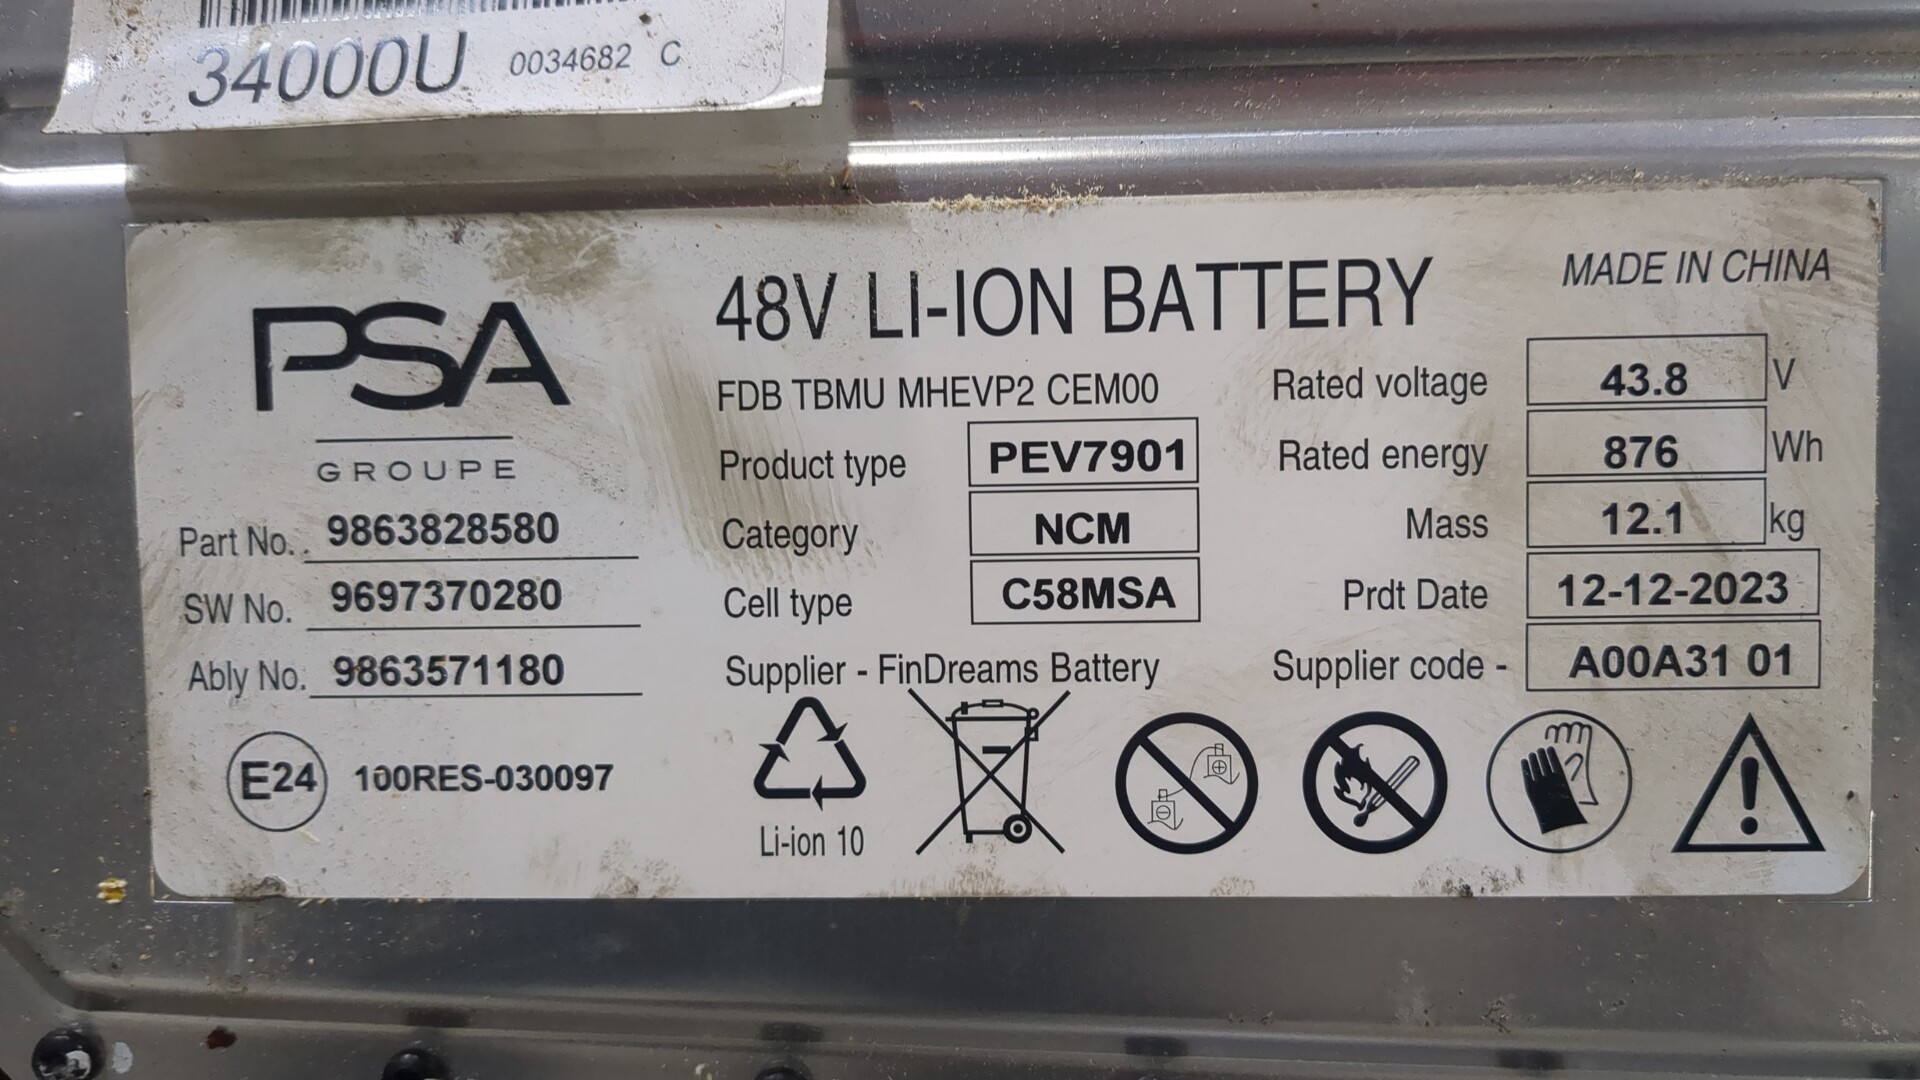 34000U 0034682 C
PSA
GROUPE
Part No. 9863828580
SW No. 9697370280
Ably No. 9863571180
E24 100RES-030097
48V LI-ION BATTERY
MADE IN CHINA
FDB TBMU MHEVP2 CEM00
Product type PEV7901
Category NCM
Cell type C58MSA
Supplier - FinDreams Battery
Rated voltage 43.8 V
Rated energy 876 Wh
Mass 12.1 kg
Prdt Date 12-12-2023
Supplier code - A00A31 01
Li-ion 10